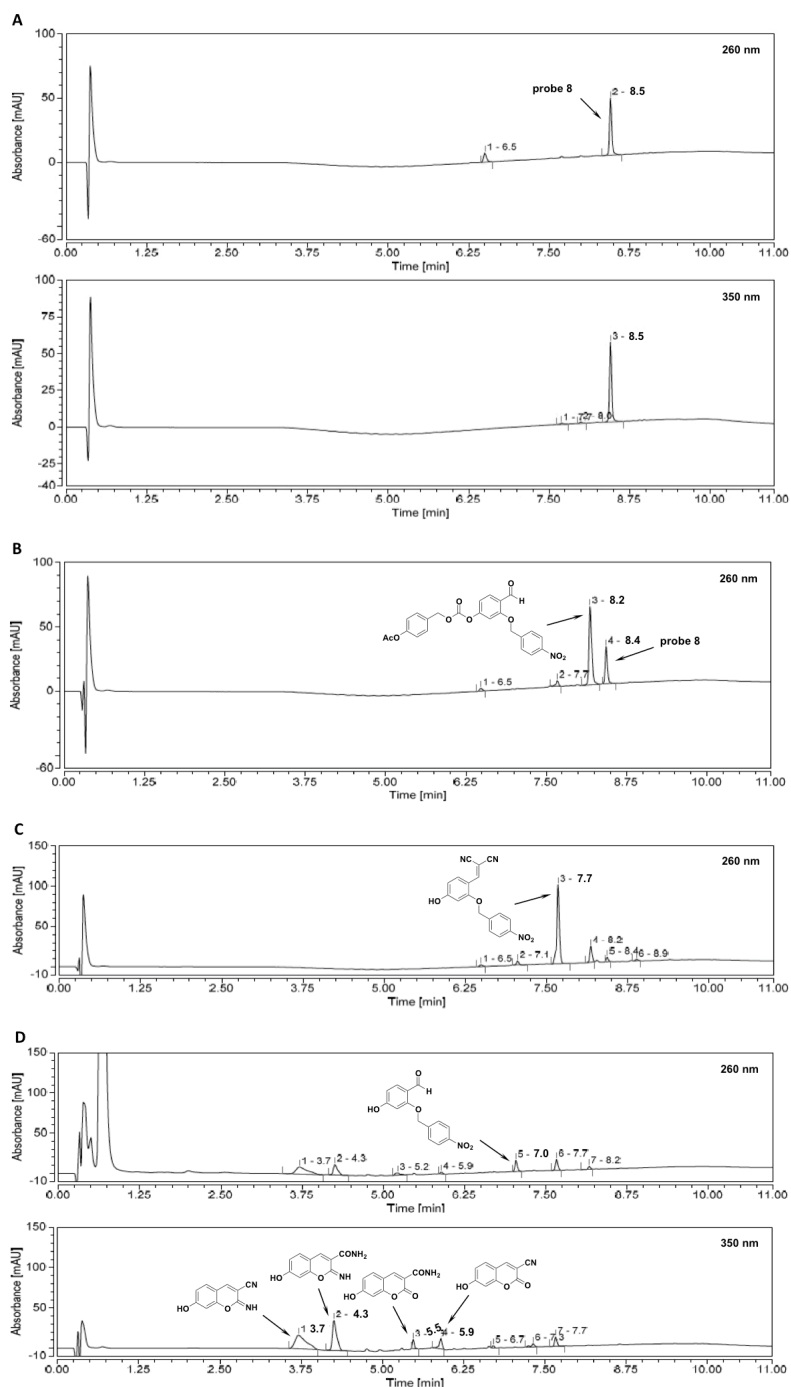 A
100
50
0
-60
Absorbance [mAU]
260 nm
probe 8
1 - 6.5
2 - 8.5
0.00 1.25 2.50 3.75 5.00 6.25 7.50 8.75 10.00 11.00
Time [min]
100
75
50
25
0
-25
-40
Absorbance [mAU]
350 nm
3 - 8.5
0.00 1.25 2.50 3.75 5.00 6.25 7.50 8.75 10.00 11.00
Time [min]
B
100
50
0
-60
Absorbance [mAU]
260 nm
AcO
O
O
O
O
H
O
NO2
3 - 8.2
4 - 8.4
probe 8
1 - 6.5
2 - 7.7
0.00 1.25 2.50 3.75 5.00 6.25 7.50 8.75 10.00 11.00
Time [min]
C
150
100
50
-10
Absorbance [mAU]
260 nm
NC
CN
HO
O
NO2
3 - 7.7
1 - 6.5
2 - 7.1
4 - 8.2
5 - 8.4
6 - 8.9
0.00 1.25 2.50 3.75 5.00 6.25 7.50 8.75 10.00 11.00
Time [min]
D
150
100
50
-10
Absorbance [mAU]
260 nm
O
H
HO
O
NO2
1 - 3.7
2 - 4.3
3 - 5.2
4 - 5.9
5 - 7.0
6 - 7.7
7 - 8.2
0.00 1.25 2.50 3.75 5.00 6.25 7.50 8.75 10.00 11.00
Time [min]
150
100
50
-10
Absorbance [mAU]
350 nm
CN
HO O NH
CONH2
HO O NH
CONH2
HO O O
CN
HO O O
1 3.7
2 - 4.3
3 - 5.5
4 - 5.9
5 - 6.7
6 - 7.3
7 - 7.7
0.00 1.25 2.50 3.75 5.00 6.25 7.50 8.75 10.00 11.00
Time [min]